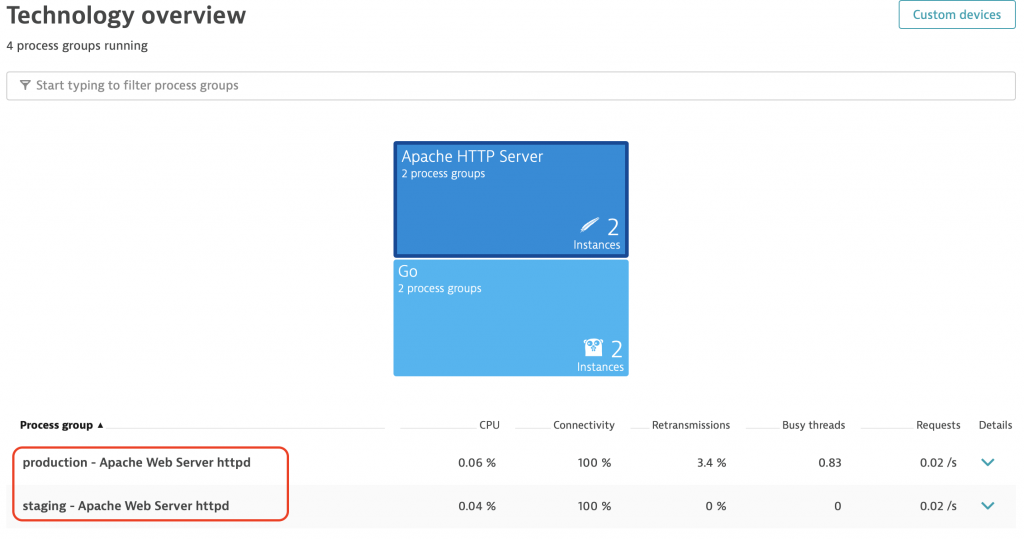 Technology overview
Custom devices
4 process groups running
Start typing to filter process groups
Apache HTTP Server
2 process groups
2
Instances
Go
2 process groups
2
Instances
Process group ▲ CPU Connectivity Retransmissions Busy threads Requests Details
production - Apache Web Server httpd 0.06 % 100 % 3.4 % 0.83 0.02 /s
staging - Apache Web Server httpd 0.04 % 100 % 0 % 0 0.02 /s